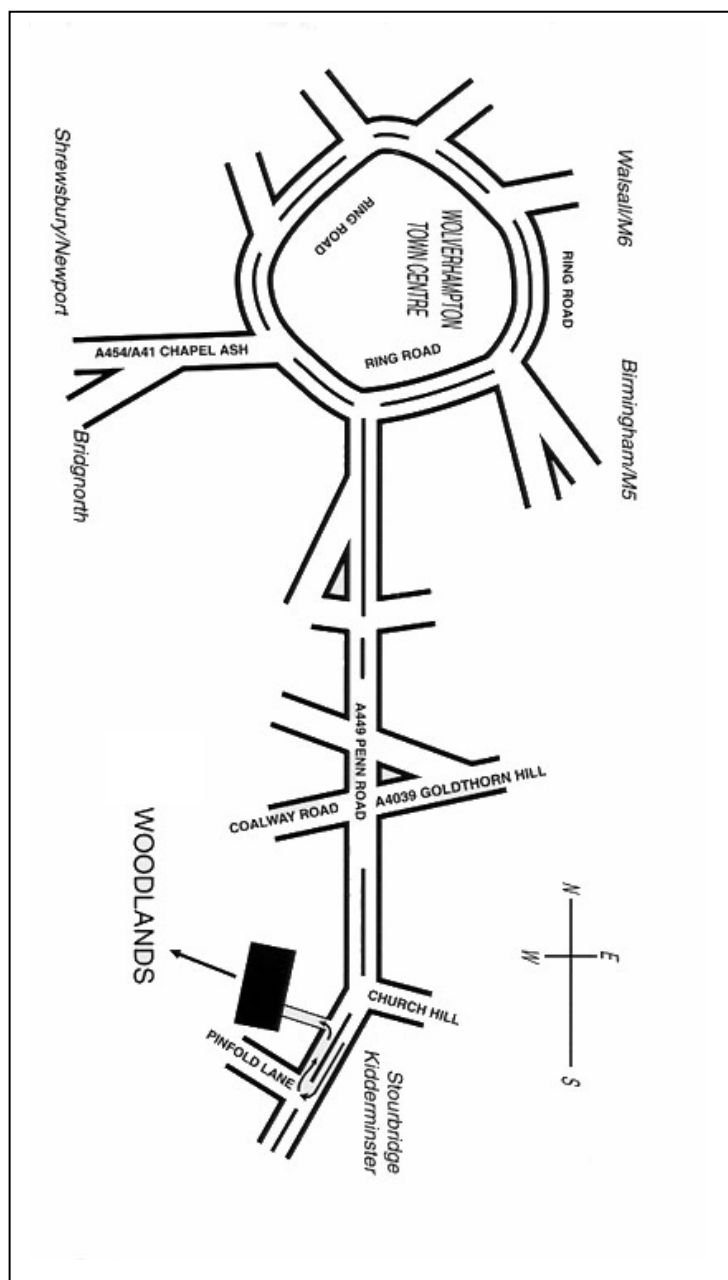 Walsall/M6
RING ROAD
Birmingham/M5
WOLVERHAMPTON
TOWN CENTRE
RING ROAD
RING ROAD
Shrewsbury/Newport
A454/A41 CHAPEL ASH
Bridgnorth
A449 PENN ROAD
A4039 GOLDTHORN HILL
COALWAY ROAD
WOODLANDS
N
E
W
S
CHURCH HILL
PINFOLD LANE
Stourbridge
Kidderminster